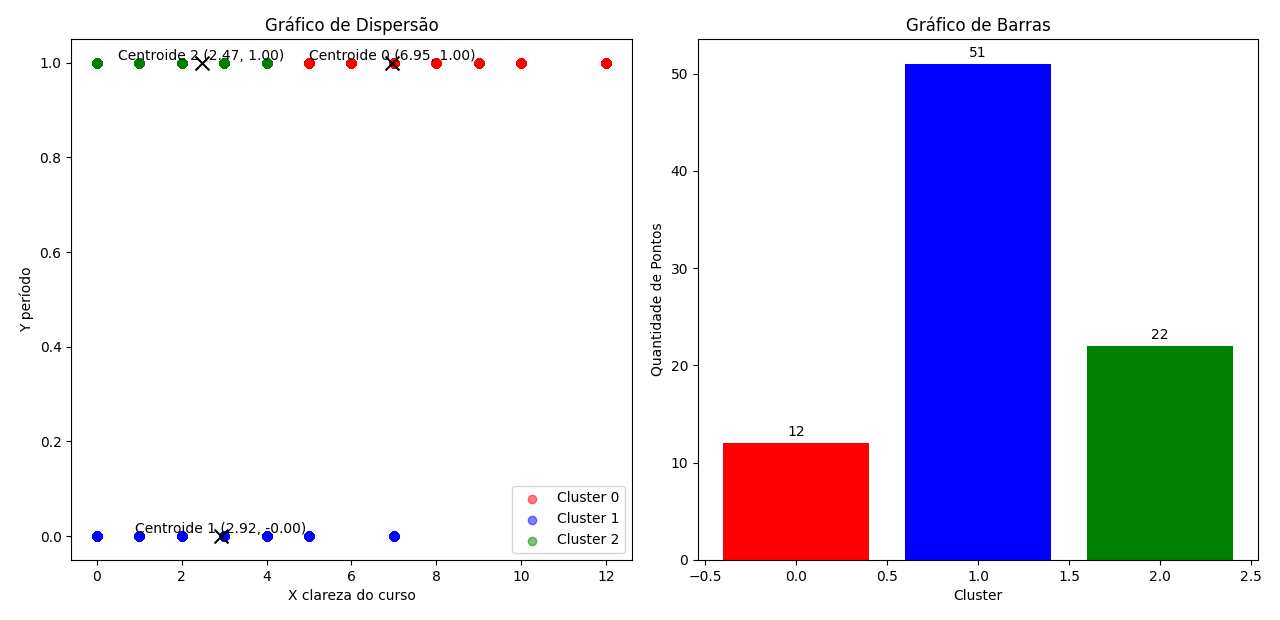 Gráfico de Dispersão
Centroide 2 (2.47, 1.00)
Centroide 0 (6.95, 1.00)
1.0
0.8
0.6
0.4
0.2
0.0
Y período
Centroide 1 (2.92, -0.00)
Cluster 0
Cluster 1
Cluster 2
0 2 4 6 8 10 12
X clareza do curso
Gráfico de Barras
51
22
12
50
40
30
20
10
0
Quantidade de Pontos
−0.5 0.0 0.5 1.0 1.5 2.0 2.5
Cluster